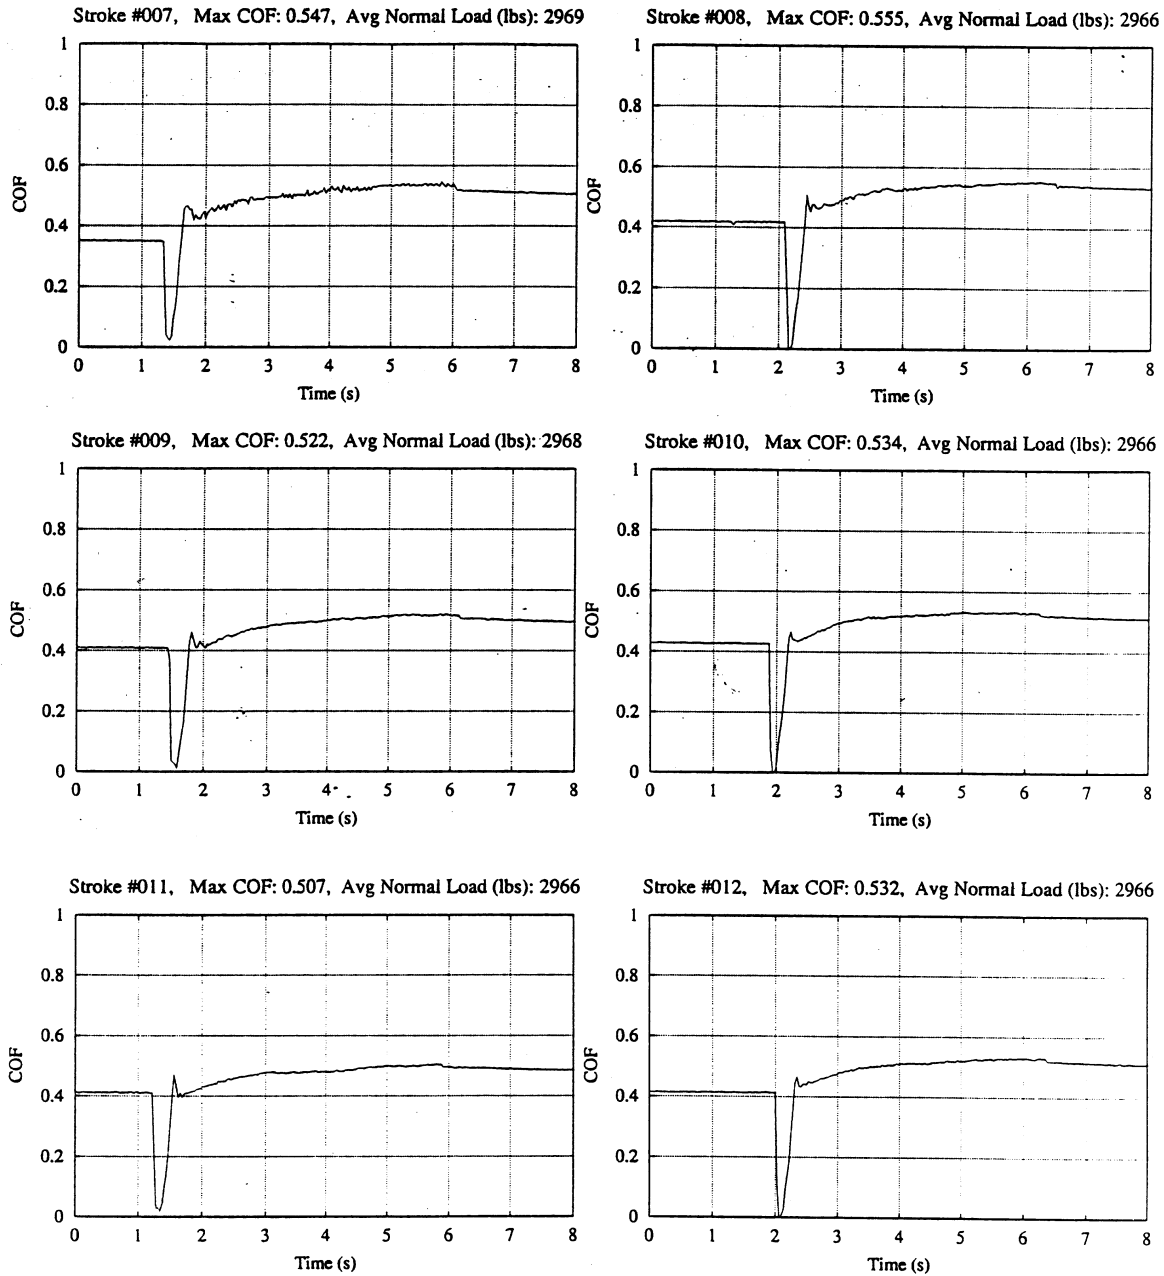 Stroke #007, Max COF: 0.547, Avg Normal Load (lbs): 2969
1
0.8
0.6
0.4
0.2
0
COF
0 1 2 3 4 5 6 7 8
Time (s)
Stroke #008, Max COF: 0.555, Avg Normal Load (lbs): 2966
1
0.8
0.6
0.4
0.2
0
COF
0 1 2 3 4 5 6 7 8
Time (s)
Stroke #009, Max COF: 0.522, Avg Normal Load (lbs): 2968
1
0.8
0.6
0.4
0.2
0
COF
0 1 2 3 4 5 6 7 8
Time (s)
Stroke #010, Max COF: 0.534, Avg Normal Load (lbs): 2966
1
0.8
0.6
0.4
0.2
0
COF
0 1 2 3 4 5 6 7 8
Time (s)
Stroke #011, Max COF: 0.507, Avg Normal Load (lbs): 2966
1
0.8
0.6
0.4
0.2
0
COF
0 1 2 3 4 5 6 7 8
Time (s)
Stroke #012, Max COF: 0.532, Avg Normal Load (lbs): 2966
1
0.8
0.6
0.4
0.2
0
COF
0 1 2 3 4 5 6 7 8
Time (s)